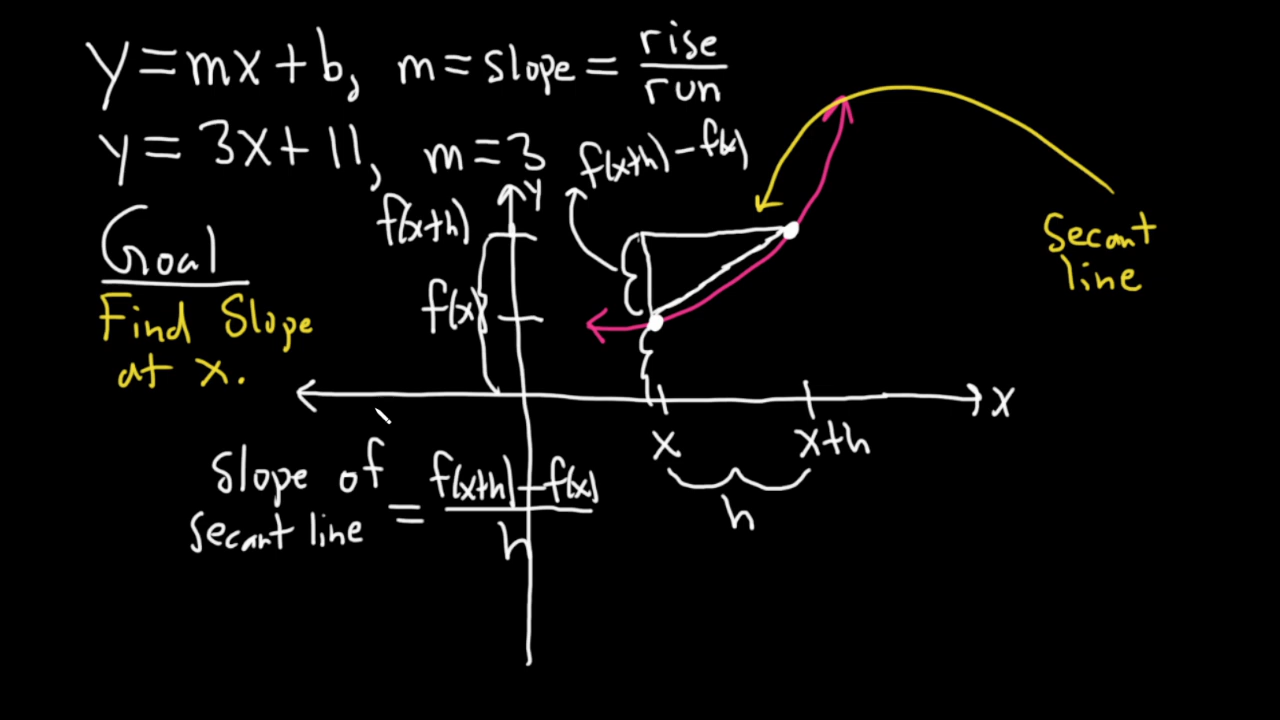 y=mx+b, m=slope= rise/run
y=3x+11, m=3
f(x+h)-f(x)
y
f(x+h)
Goal
Find Slope
at x.
f(x)
Secant
line
x
x
x+h
h
Slope of
secant line = f(x+h)-f(x)/h